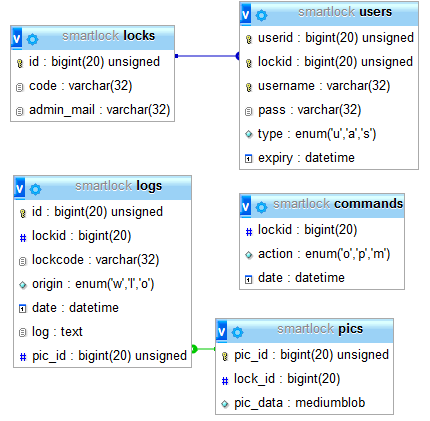 smartlock locks
id : bigint(20) unsigned
code : varchar(32)
admin_mail : varchar(32)
smartlock users
userid : bigint(20) unsigned
lockid : bigint(20) unsigned
username : varchar(32)
pass : varchar(32)
type : enum('u','a','s')
expiry : datetime
smartlock logs
id : bigint(20) unsigned
lockid : bigint(20)
lockcode : varchar(32)
origin : enum('w','l','o')
date : datetime
log : text
pic_id : bigint(20) unsigned
smartlock commands
lockid : bigint(20)
action : enum('o','p','m')
date : datetime
smartlock pics
pic_id : bigint(20) unsigned
lock_id : bigint(20)
pic_data : mediumblob